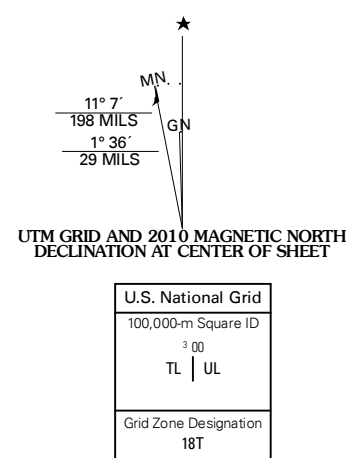 MN
11° 7´
198 MILS
GN
1° 36´
29 MILS
UTM GRID AND 2010 MAGNETIC NORTH
DECLINATION AT CENTER OF SHEET
U.S. National Grid
100,000-m Square ID
3 00
TL | UL
Grid Zone Designation
18T